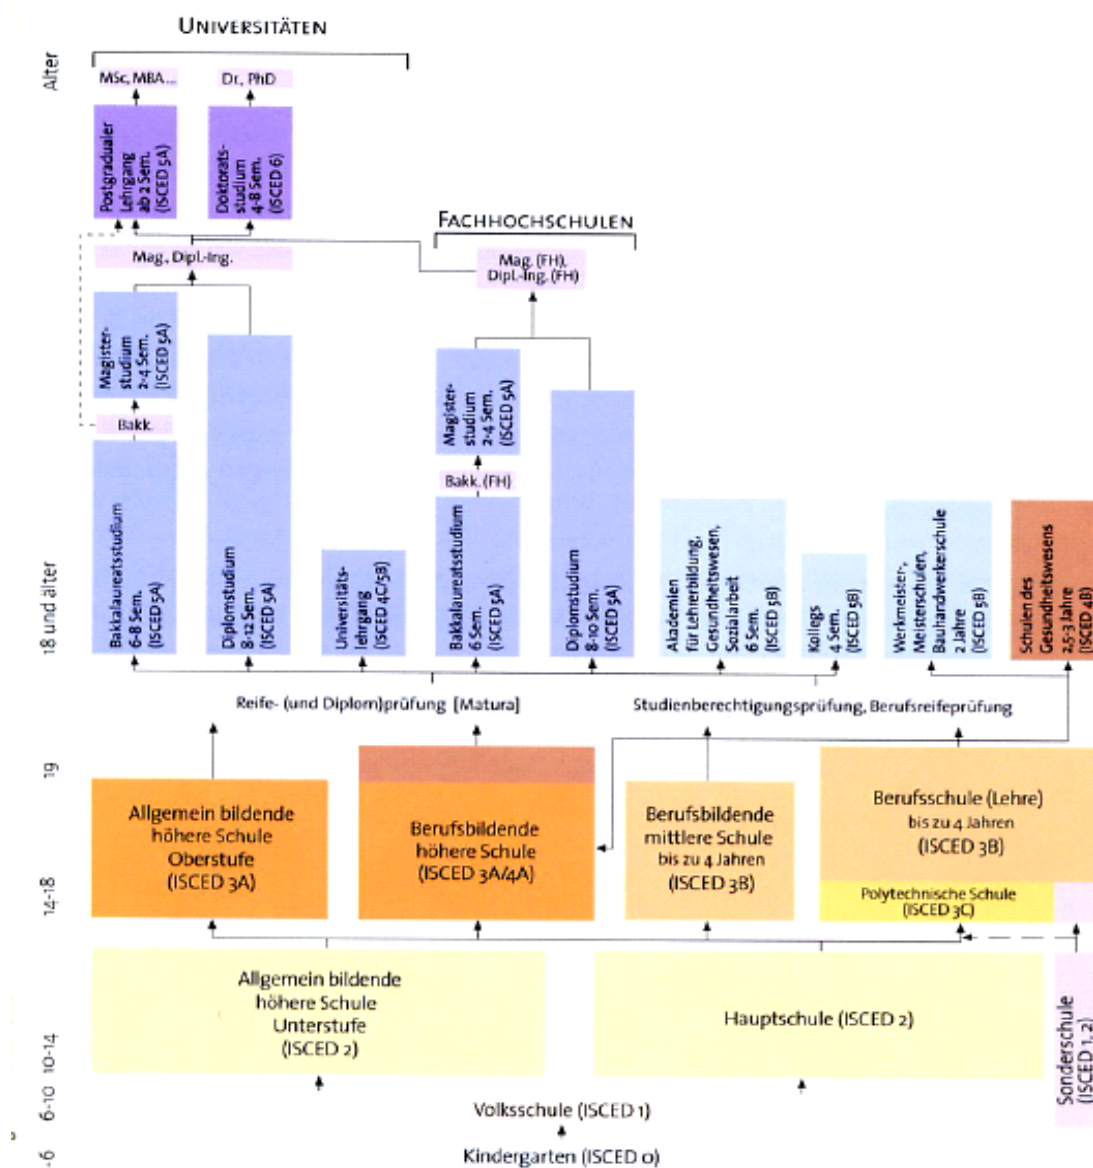 UNIVERSITÄTEN
Alter
MSc, MBA ...
Dr., PhD
Postgradualer
Lehrgang
ab 2 Sem.
(ISCED 5A)
Doktorats-
studium
4-8 Sem.
(ISCED 6)
FACHHOCHSCHULEN
Mag., Dipl.-Ing.
Mag. (FH),
Dipl.-Ing. (FH)
Magister-
studium
2-4 Sem.
(ISCED 5A)
Bakk.
Magister-
studium
2-4 Sem.
(ISCED 5A)
Bakk. (FH)
18 und älter
Bakkalaureatsstudium
6-8 Sem.
(ISCED 5A)
Diplomstudium
8-12 Sem.
(ISCED 5A)
Universitäts-
lehrgang
(ISCED 4C/5B)
Bakkalaureatsstudium
6 Sem.
(ISCED 5A)
Diplomstudium
8-10 Sem.
(ISCED 5A)
Akademien
für Lehrerbildung,
Gesundheitswesen,
Sozialarbeit
6 Sem.
(ISCED 5B)
Kollegs
4 Sem.
(ISCED 5B)
Werkmeister-,
Meisterschulen,
Bauhandwerkerschule
2 Jahre
(ISCED 5B)
Schulen des
Gesundheitswesens
2,5-3 Jahre
(ISCED 4B)
Reife- (und Diplom)prüfung [Matura]
Studienberechtigungsprüfung, Berufsreifeprüfung
19
14-18
Allgemein bildende
höhere Schule
Oberstufe
(ISCED 3A)
Berufsbildende
höhere Schule
(ISCED 3A/4A)
Berufsbildende
mittlere Schule
bis zu 4 Jahren
(ISCED 3B)
Berufsschule (Lehre)
bis zu 4 Jahren
(ISCED 3B)
Polytechnische Schule
(ISCED 3C)
10-14
Allgemein bildende
höhere Schule
Unterstufe
(ISCED 2)
Hauptschule (ISCED 2)
Sonderschule
(ISCED 1, 2)
6-10
Volksschule (ISCED 1)
-6
Kindergarten (ISCED 0)